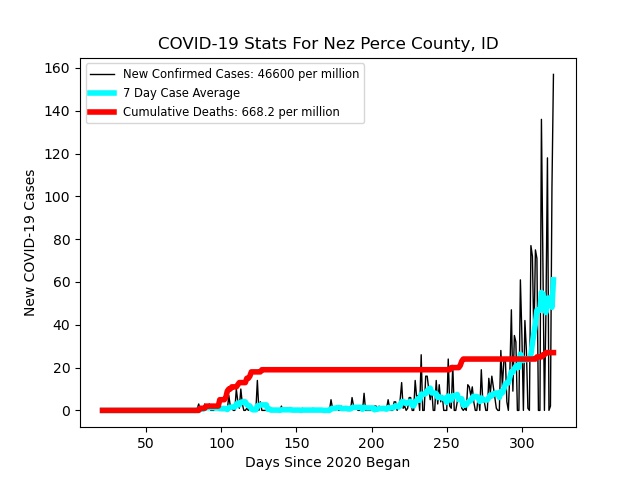 COVID-19 Stats For Nez Perce County, ID
New Confirmed Cases: 46600 per million
7 Day Case Average
Cumulative Deaths: 668.2 per million
New COVID-19 Cases
160
140
120
100
80
60
40
20
0
50 100 150 200 250 300
Days Since 2020 Began